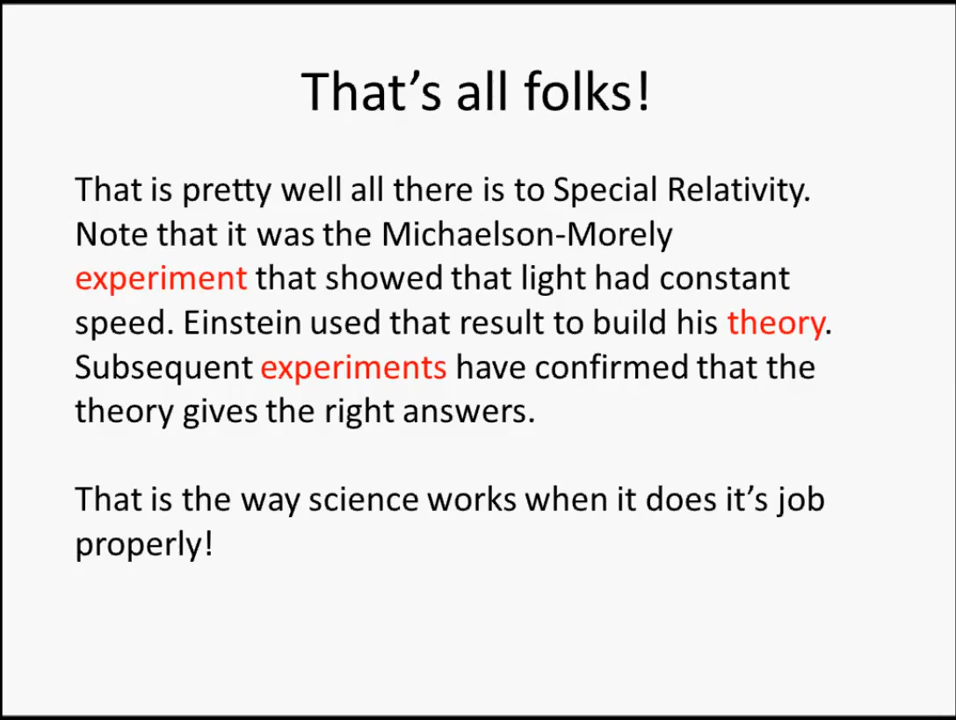 That's all folks!
That is pretty well all there is to Special Relativity.
Note that it was the Michaelson-Morely
experiment that showed that light had constant
speed. Einstein used that result to build his theory.
Subsequent experiments have confirmed that the
theory gives the right answers.
That is the way science works when it does it's job
properly!